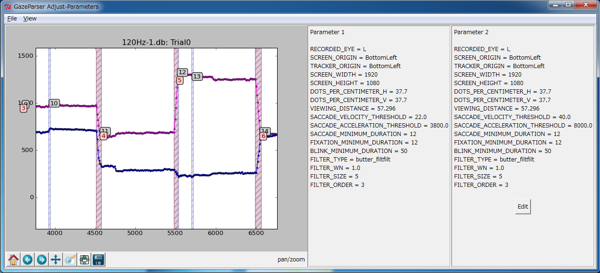 GazeParser Adjust-Parameters
File View
120Hz-1.db: Trial0
1500
1000
500
0
4000 4500 5000 5500 6000 6500
3
10
4
12
5
13
6
pan/zoom
Parameter 1
RECORDED_EYE = L
SCREEN_ORIGIN = BottomLeft
TRACKER_ORIGIN = BottomLeft
SCREEN_WIDTH = 1920
SCREEN_HEIGHT = 1080
DOTS_PER_CENTIMETER_H = 37.7
DOTS_PER_CENTIMETER_V = 37.7
VIEWING_DISTANCE = 57.296
SACCADE_VELOCITY_THRESHOLD = 22.0
SACCADE_ACCELERATION_THRESHOLD = 3800.0
SACCADE_MINIMUM_DURATION = 12
FIXATION_MINIMUM_DURATION = 12
BLINK_MINIMUM_DURATION = 50
FILTER_TYPE = butter_filtfilt
FILTER_WN = 1.0
FILTER_SIZE = 5
FILTER_ORDER = 3
Parameter 2
RECORDED_EYE = L
SCREEN_ORIGIN = BottomLeft
TRACKER_ORIGIN = BottomLeft
SCREEN_WIDTH = 1920
SCREEN_HEIGHT = 1080
DOTS_PER_CENTIMETER_H = 37.7
DOTS_PER_CENTIMETER_V = 37.7
VIEWING_DISTANCE = 57.296
SACCADE_VELOCITY_THRESHOLD = 40.0
SACCADE_ACCELERATION_THRESHOLD = 8000.0
SACCADE_MINIMUM_DURATION = 12
FIXATION_MINIMUM_DURATION = 12
BLINK_MINIMUM_DURATION = 50
FILTER_TYPE = butter_filtfilt
FILTER_WN = 1.0
FILTER_SIZE = 5
FILTER_ORDER = 3
Edit